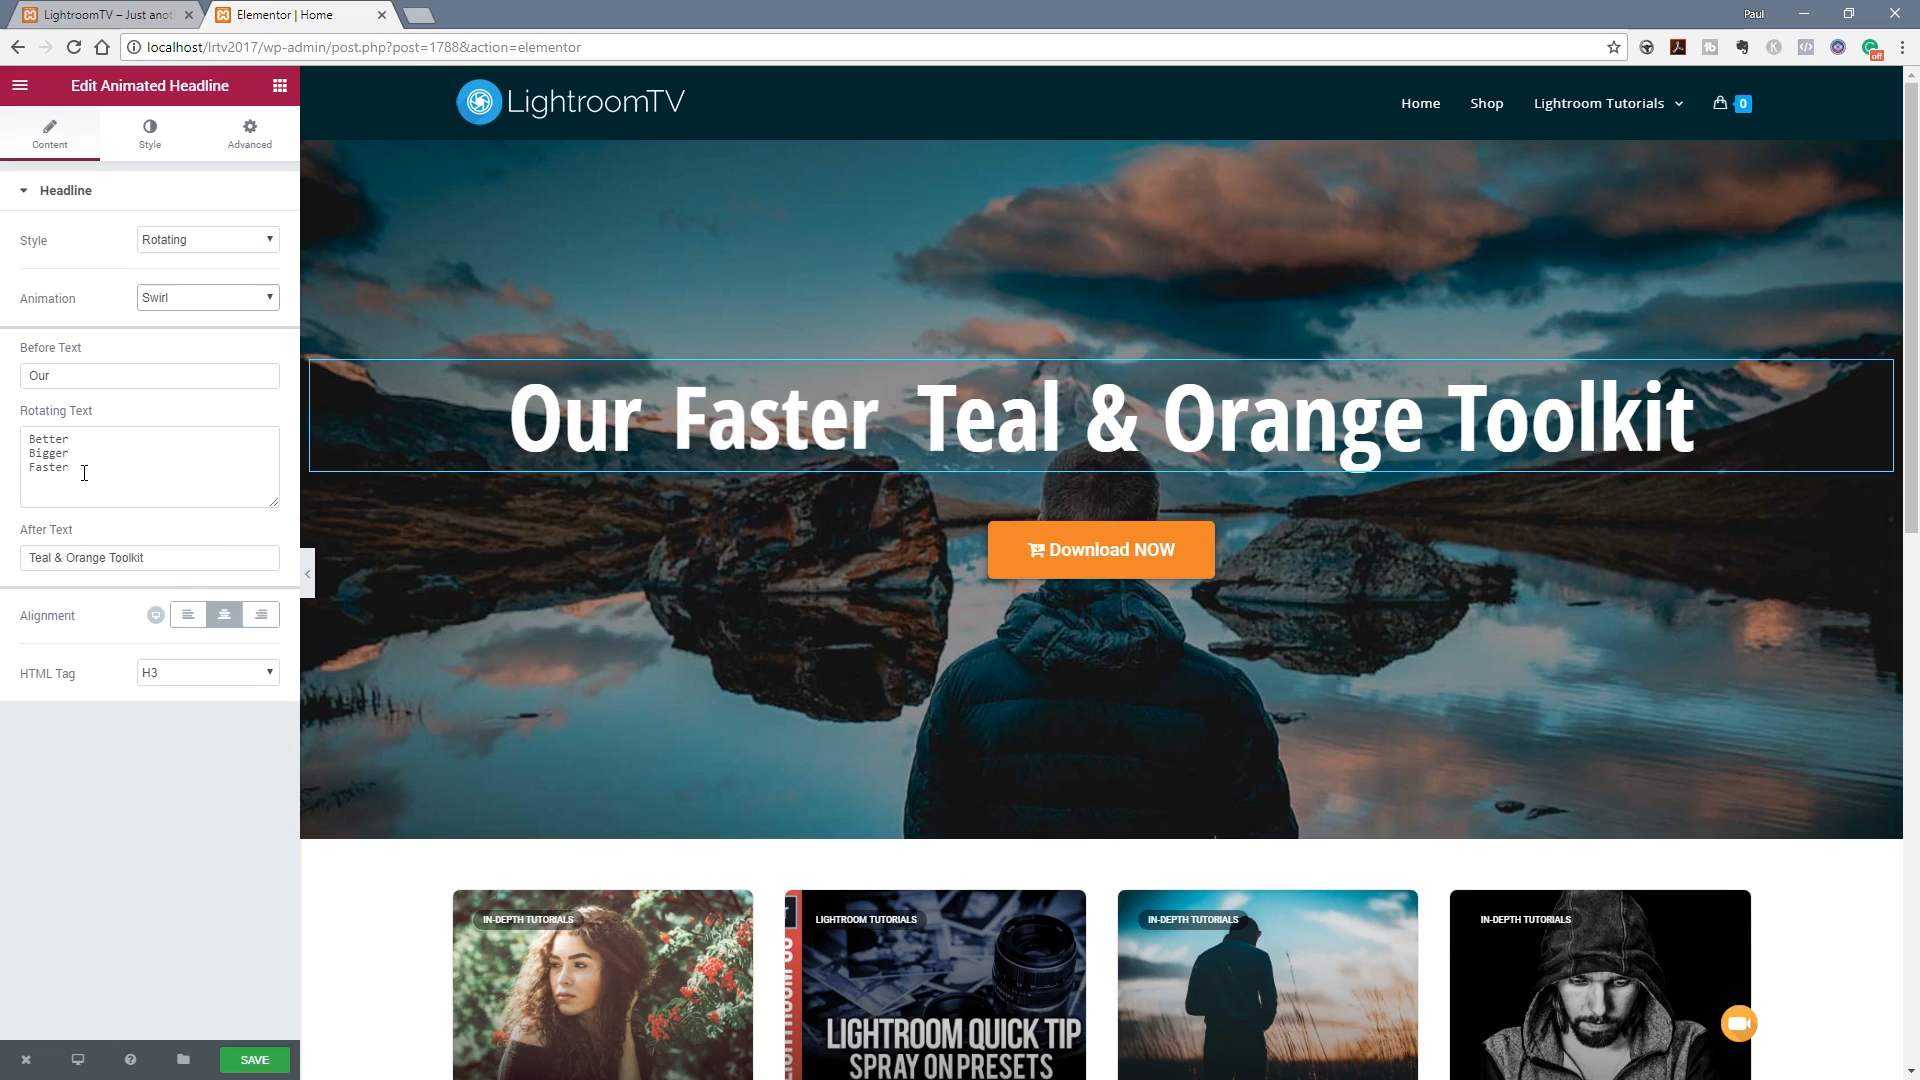 LightroomTV – Just anot
Elementor | Home
Paul
localhost/lrtv2017/wp-admin/post.php?post=1788&action=elementor
off
Edit Animated Headline
Content
Style
Advanced
Headline
Style
Rotating
Animation
Swirl
Before Text
Our
Rotating Text
Better
Bigger
Faster
After Text
Teal & Orange Toolkit
Alignment
HTML Tag
H3
SAVE
LightroomTV
Home
Shop
Lightroom Tutorials
0
Our Faster Teal & Orange Toolkit
Download NOW
IN-DEPTH TUTORIALS
LIGHTROOM TUTORIALS
LIGHTROOM QUICK TIP
SPRAY ON PRESETS
IN-DEPTH TUTORIALS
IN-DEPTH TUTORIALS